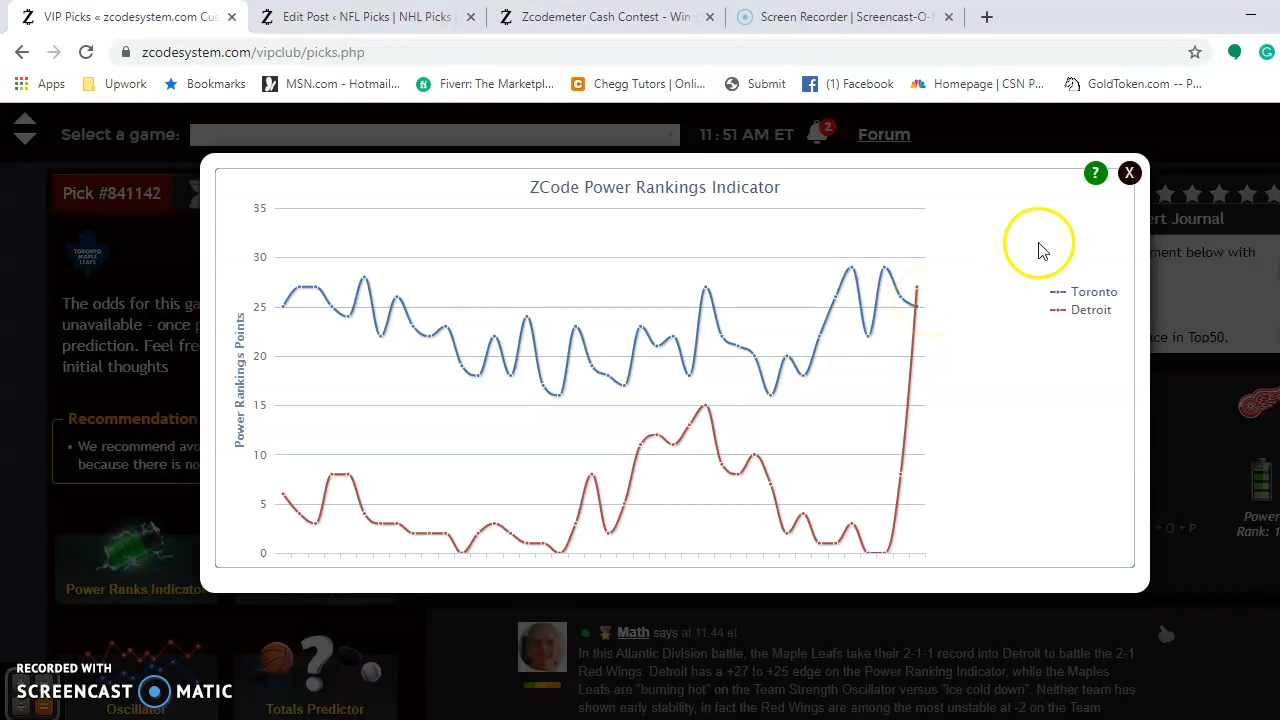 VIP Picks « zcodesystem.com Cus
Edit Post ‹ NFL Picks | NHL Picks |
Zcodemeter Cash Contest - Win
Screen Recorder | Screencast-O-M
zcodesystem.com/vipclub/picks.php
Apps Upwork Bookmarks MSN.com - Hotmail... Fiverr: The Marketpl... Chegg Tutors | Onli... Submit (1) Facebook Homepage | CSN P... GoldToken.com -- P...
Select a game: 11:51 AM ET 2 Forum
Pick #841142
TORONTO
MAPLE
LEAFS
The odds for this ga
unavailable - once p
prediction. Feel fre
initial thoughts
Recommendation
• We recommend avo
because there is no
Power Ranks Indicator
Oscillator
Totals Predictor
? X
ZCode Power Rankings Indicator
Power Rankings Points
35
30
25
20
15
10
5
0
Toronto
Detroit
ert Journal
ment below with
ce in Top50,
Power
Rank: 1
Math says at 11:44 et
In this Atlantic Division battle, the Maple Leafs take their 2-1-1 record into Detroit to battle the 2-1
Red Wings. Detroit has a +27 to +25 edge on the Power Ranking Indicator, while the Maples
Leafs are "burning hot" on the Team Strength Oscillator versus "ice cold down". Neither team has
shown early stability, in fact the Red Wings are among the most unstable at -2 on the Team
RECORDED WITH
SCREENCAST MATIC